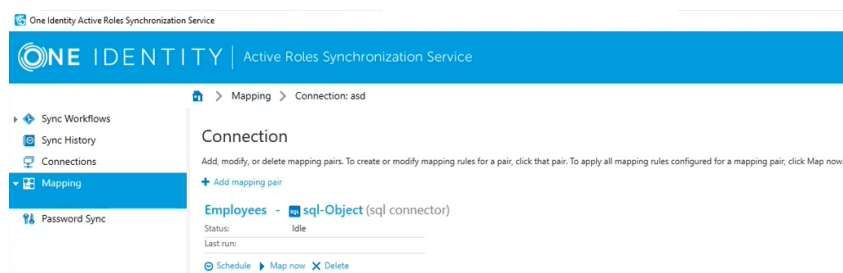 One Identity Active Roles Synchronization Service
ONE IDENTITY | Active Roles Synchronization Service
> Mapping > Connection: asd
Sync Workflows
Sync History
Connections
Mapping
Password Sync
Connection
Add, modify, or delete mapping pairs. To create or modify mapping rules for a pair, click that pair. To apply all mapping rules configured for a mapping pair, click Map now
Add mapping pair
Employees - sql sql-Object (sql connector)
Status: Idle
Last run:
Schedule Map now Delete